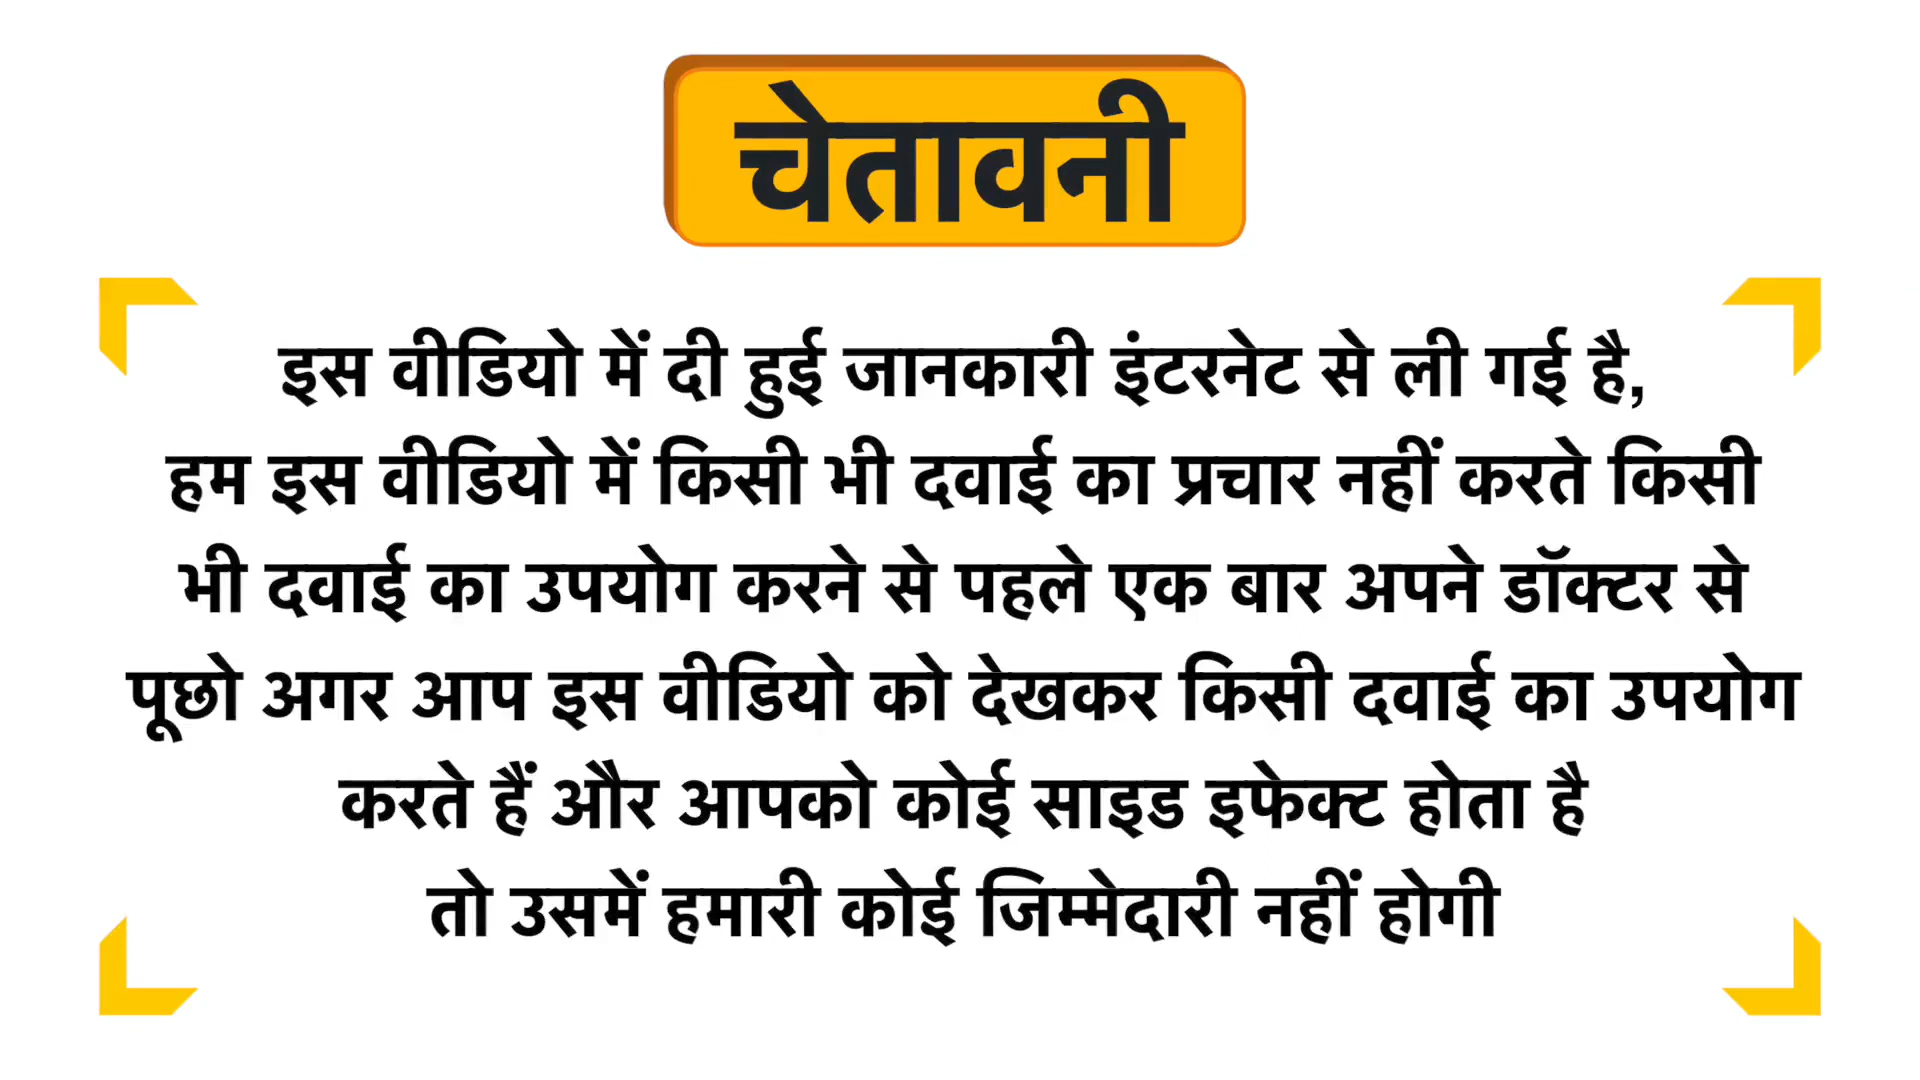 चेतावनी
इस वीडियो में दी हुई जानकारी इंटरनेट से ली गई है,
हम इस वीडियो में किसी भी दवाई का प्रचार नहीं करते किसी
भी दवाई का उपयोग करने से पहले एक बार अपने डॉक्टर से
पूछो अगर आप इस वीडियो को देखकर किसी दवाई का उपयोग
करते हैं और आपको कोई साइड इफेक्ट होता है
तो उसमें हमारी कोई जिम्मेदारी नहीं होगी